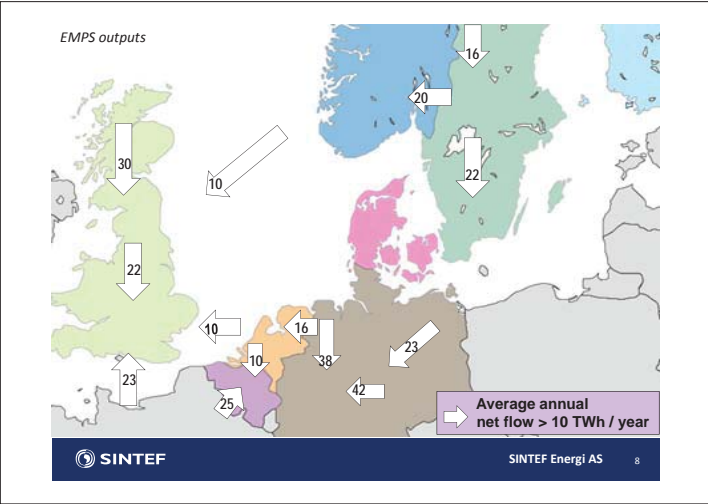 EMPS outputs
16
20
30
10
22
22
10
16
10
38
23
23
25
42
Average annual
net flow > 10 TWh / year
SINTEF
SINTEF Energi AS 8